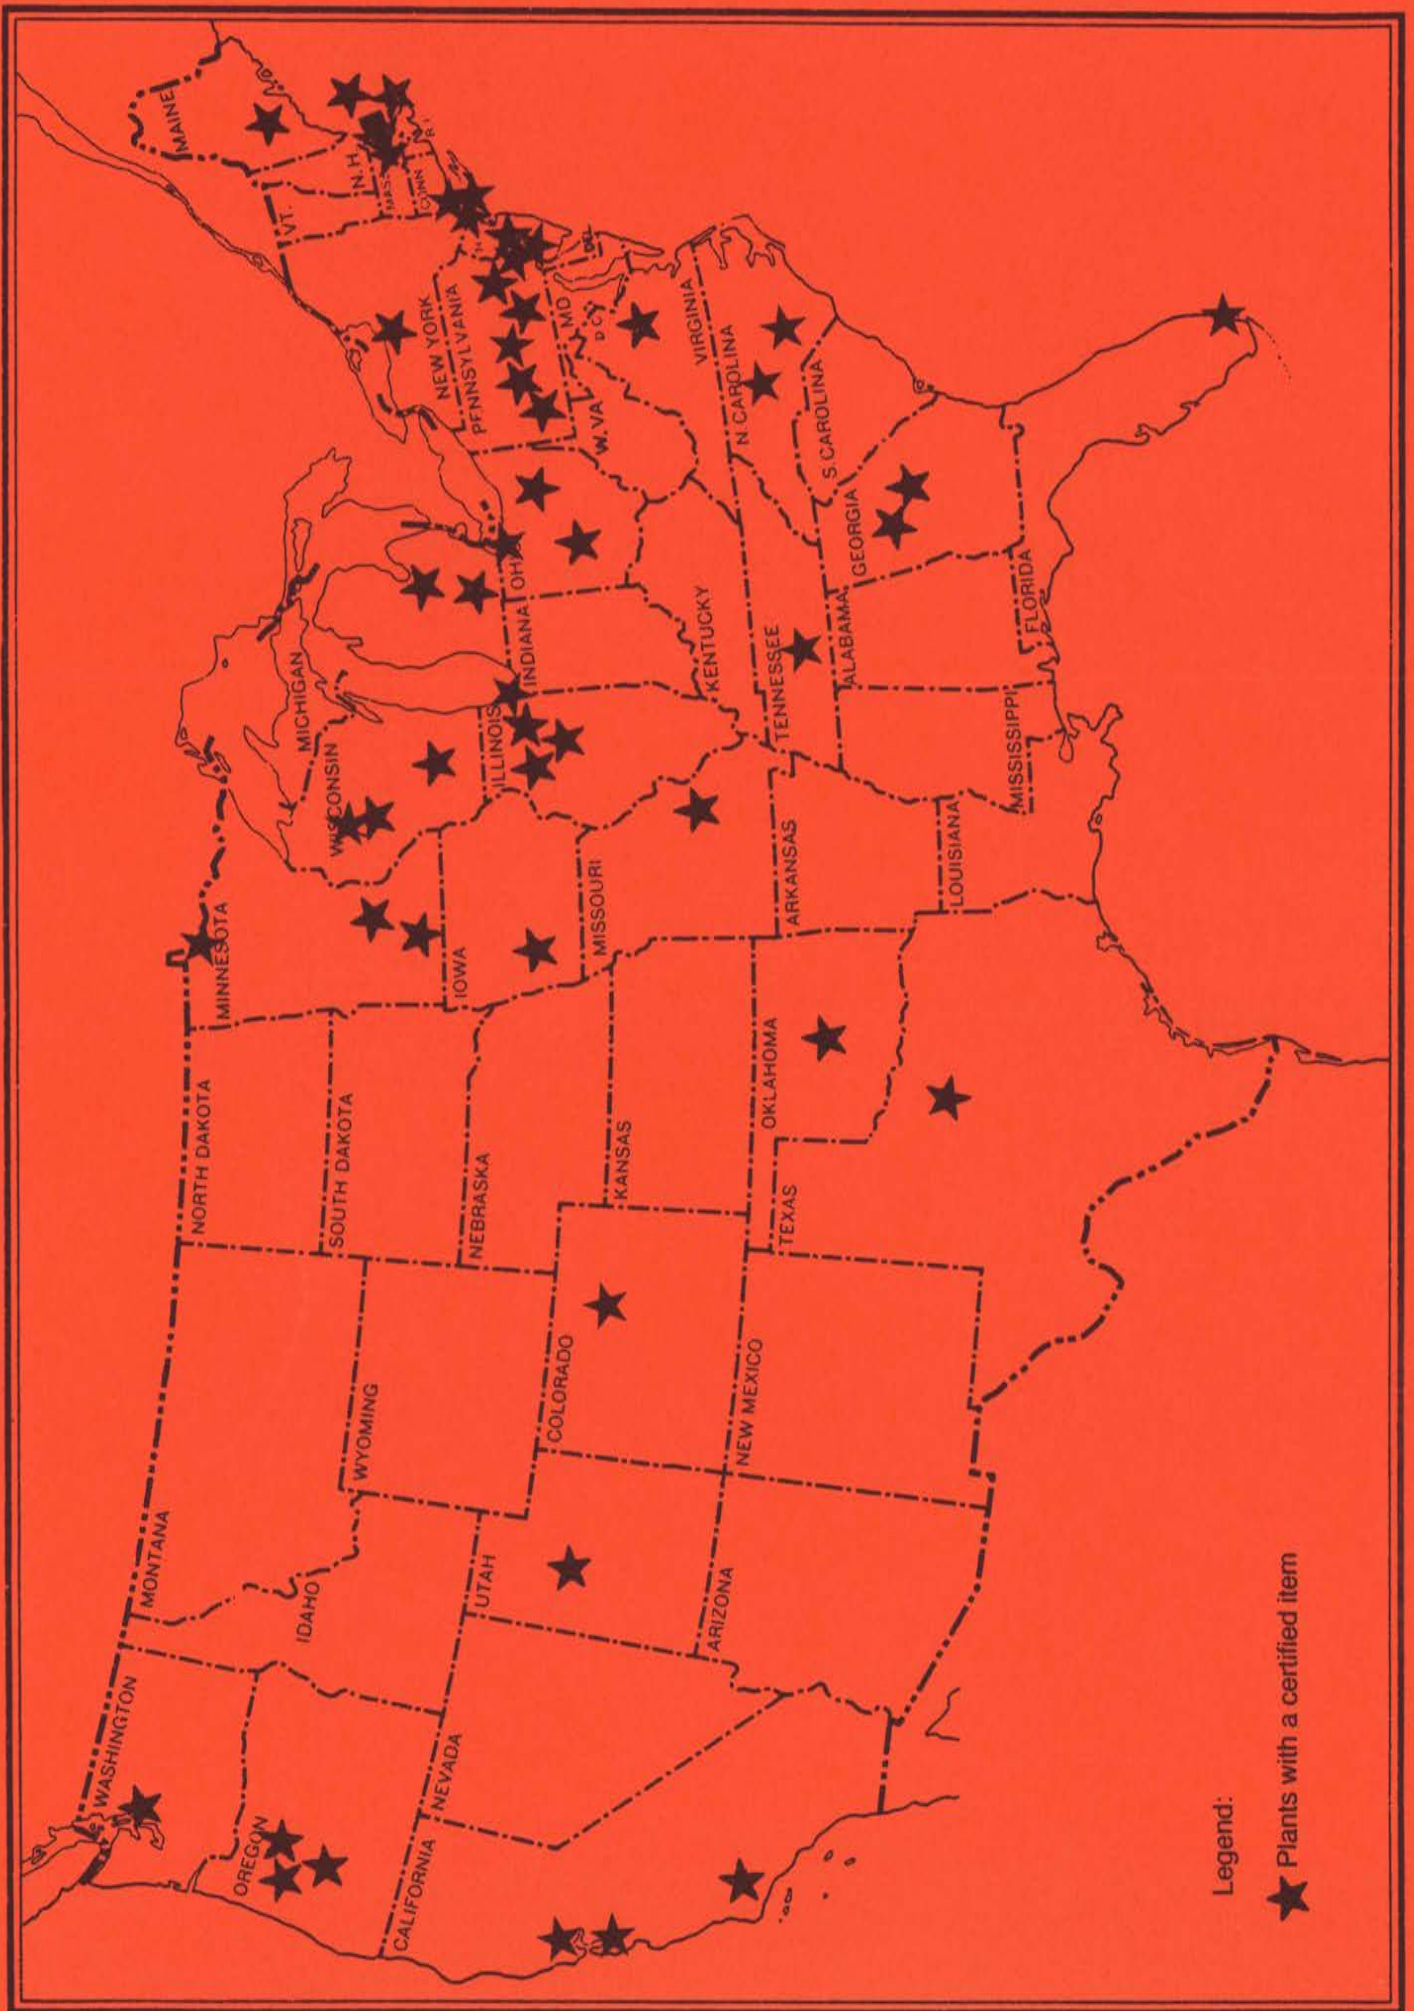 WASHINGTON
MONTANA
NORTH DAKOTA
MINNESOTA
MAINE
VT.
N.H.
MASS
CONN
R.I.
OREGON
IDAHO
WYOMING
SOUTH DAKOTA
WISCONSIN
MICHIGAN
NEW YORK
PENNSYLVANIA
CALIFORNIA
NEVADA
UTAH
COLORADO
NEBRASKA
IOWA
ILLINOIS
INDIANA
MD
DEL
D.C.
W.VA
KANSAS
MISSOURI
KENTUCKY
VIRGINIA
ARIZONA
NEW MEXICO
TEXAS
OKLAHOMA
ARKANSAS
TENNESSEE
N. CAROLINA
S. CAROLINA
ALABAMA
GEORGIA
LOUISIANA
MISSISSIPPI
FLORIDA
Legend:
Plants with a certified item